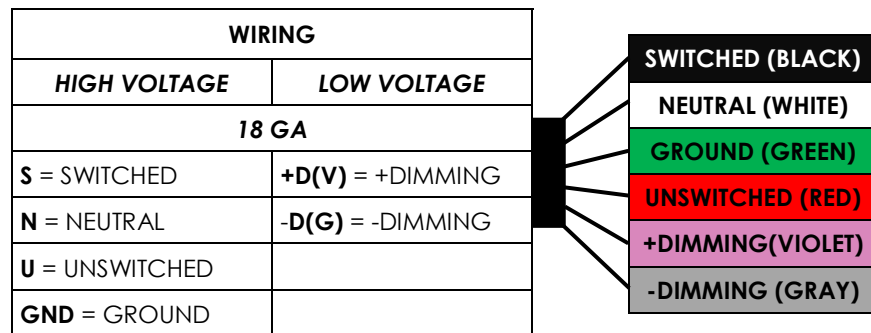 WIRING
HIGH VOLTAGE LOW VOLTAGE
18 GA
S = SWITCHED +D(V) = +DIMMING
N = NEUTRAL -D(G) = -DIMMING
U = UNSWITCHED
GND = GROUND
SWITCHED (BLACK)
NEUTRAL (WHITE)
GROUND (GREEN)
UNSWITCHED (RED)
+DIMMING(VIOLET)
-DIMMING (GRAY)